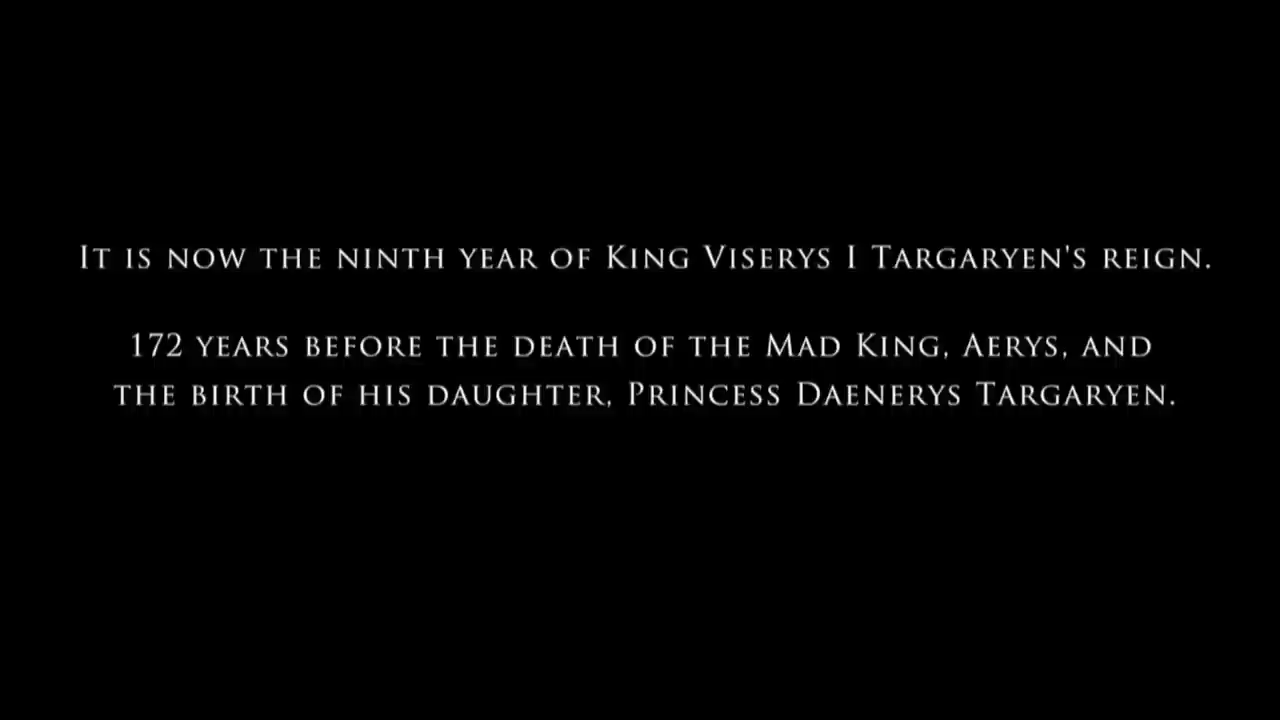 It is now the ninth year of King Viserys I Targaryen's reign.
172 years before the death of the Mad King, Aerys, and
the birth of his daughter, Princess Daenerys Targaryen.